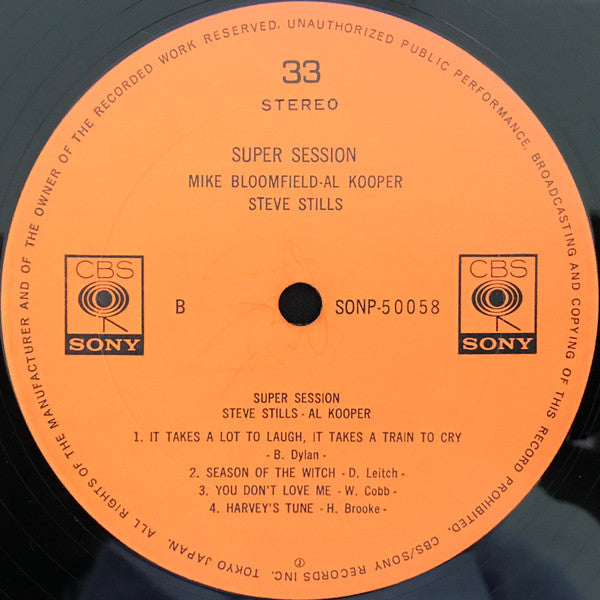 ALL RIGHTS OF THE MANUFACTURER AND OF THE OWNER OF THE RECORDED WORK RESERVED. UNAUTHORIZED PUBLIC PERFORMANCE, BROADCASTING AND COPYING OF THIS RECORD PROHIBITED. CBS/SONY RECORDS INC. TOKYO JAPAN.
33
STEREO
SUPER SESSION
MIKE BLOOMFIELD-AL KOOPER
STEVE STILLS
CBS
SONY
B
SONP-50058
CBS
SONY
SUPER SESSION
STEVE STILLS - AL KOOPER
1. IT TAKES A LOT TO LAUGH, IT TAKES A TRAIN TO CRY
- B. Dylan -
2. SEASON OF THE WITCH - D. Leitch -
3. YOU DON'T LOVE ME - W. Cobb -
4. HARVEY'S TUNE - H. Brooke -